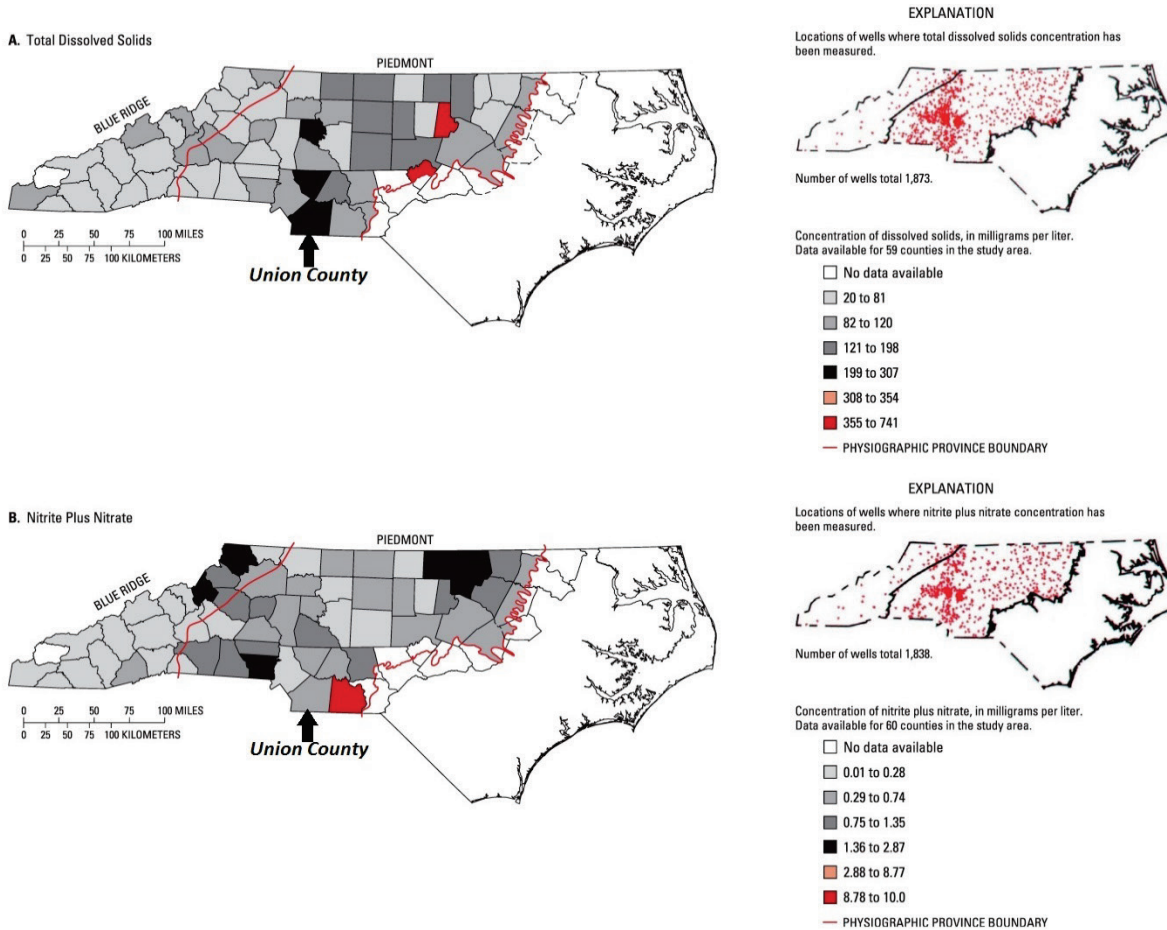 A. Total Dissolved Solids
PIEDMONT
BLUE RIDGE
0 25 50 75 100 MILES
0 25 50 75 100 KILOMETERS
Union County
EXPLANATION
Locations of wells where total dissolved solids concentration has
been measured.
Number of wells total 1,873.
Concentration of dissolved solids, in milligrams per liter.
Data available for 59 counties in the study area.
No data available
20 to 81
82 to 120
121 to 198
199 to 307
308 to 354
355 to 741
PHYSIOGRAPHIC PROVINCE BOUNDARY
B. Nitrite Plus Nitrate
PIEDMONT
BLUE RIDGE
0 25 50 75 100 MILES
0 25 50 75 100 KILOMETERS
Union County
EXPLANATION
Locations of wells where nitrite plus nitrate concentration has
been measured.
Number of wells total 1,838.
Concentration of nitrite plus nitrate, in milligrams per liter.
Data available for 60 counties in the study area.
No data available
0.01 to 0.28
0.29 to 0.74
0.75 to 1.35
1.36 to 2.87
2.88 to 8.77
8.78 to 10.0
PHYSIOGRAPHIC PROVINCE BOUNDARY